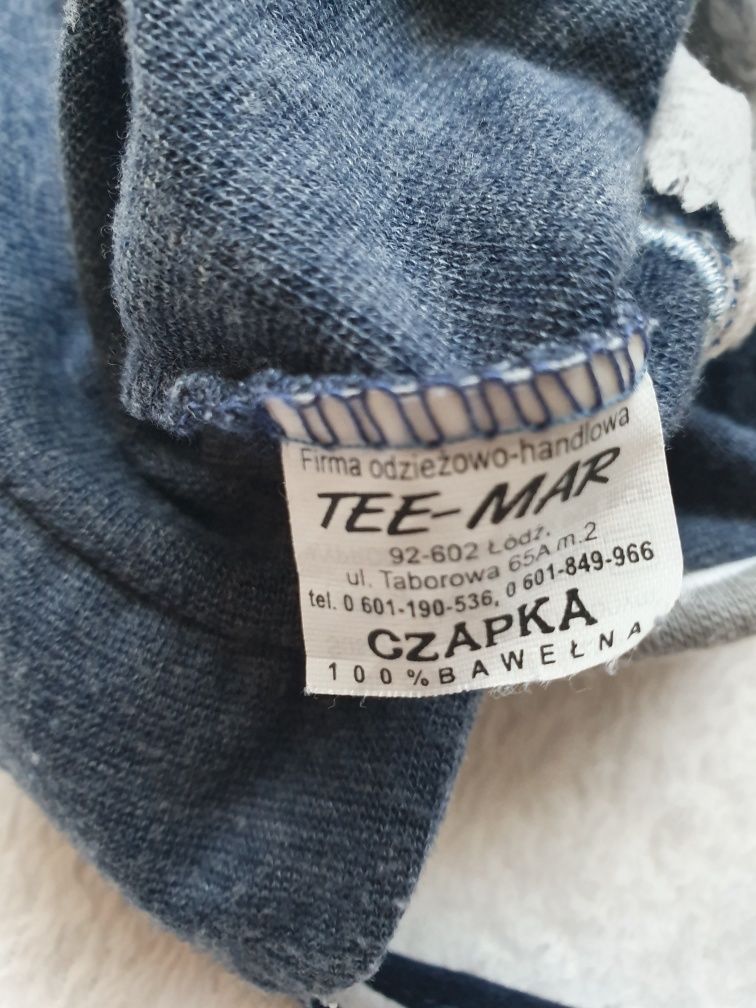 Firma odzieżowo-handlowa
TEE-MAR
92-602 Łódź,
ul. Taborowa 65A m.2
tel. 0 601-190-536, 0 601-849-966
CZAPKA
100% BAWEŁNA